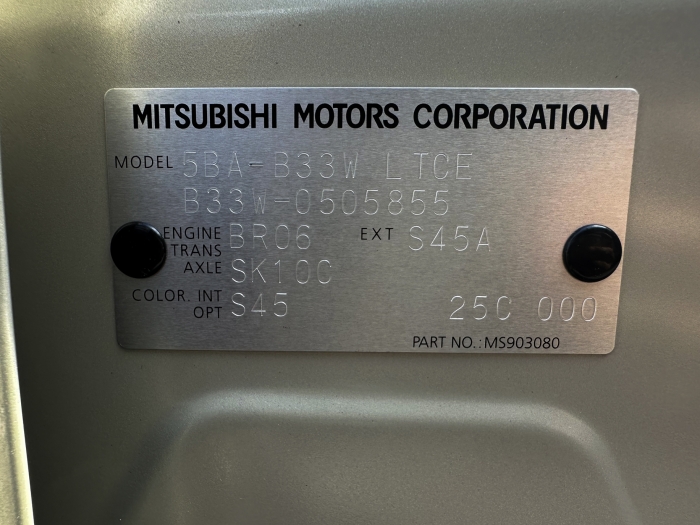 MITSUBISHI MOTORS CORPORATION
MODEL 5BA-B33W LTCE
B33W-0505855
ENGINE BR06 EXT S45A
TRANS
AXLE SK10C
COLOR. INT S45 25C 000
OPT
PART NO.:MS903080